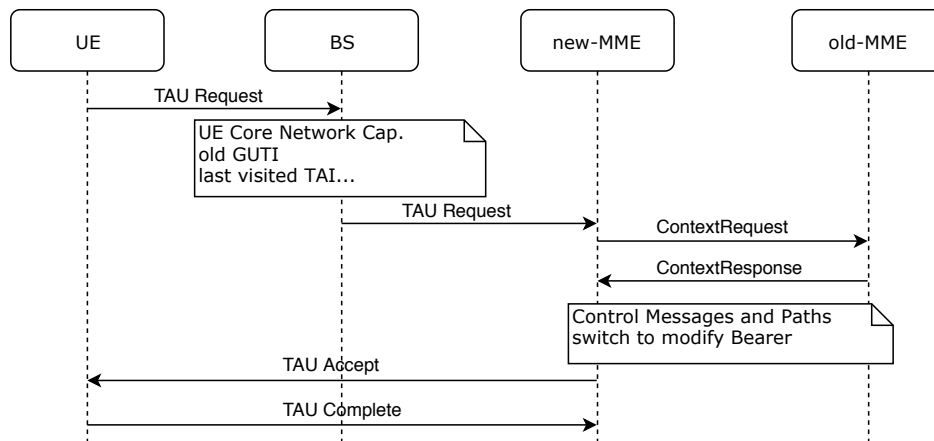 UE
BS
new-MME
old-MME
TAU Request
UE Core Network Cap.
old GUTI
last visited TAI...
TAU Request
ContextRequest
ContextResponse
Control Messages and Paths
switch to modify Bearer
TAU Accept
TAU Complete